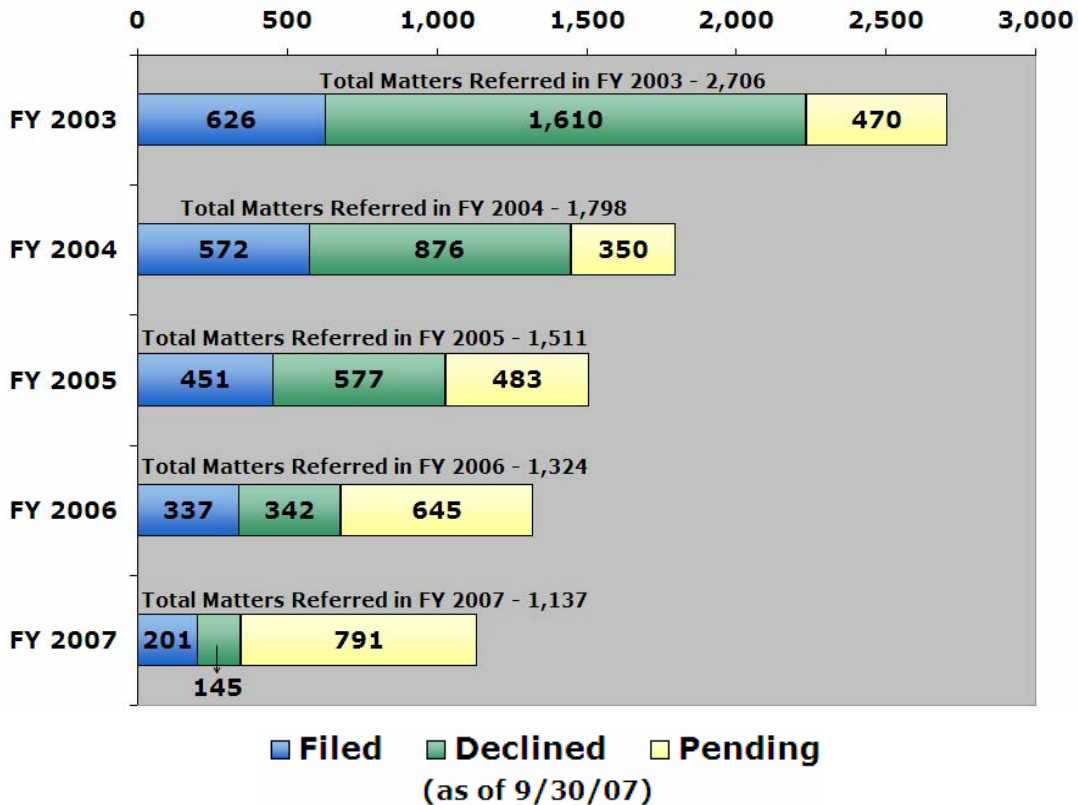 0 500 1,000 1,500 2,000 2,500 3,000
Total Matters Referred in FY 2003 - 2,706
FY 2003 626 1,610 470
Total Matters Referred in FY 2004 - 1,798
FY 2004 572 876 350
Total Matters Referred in FY 2005 - 1,511
FY 2005 451 577 483
Total Matters Referred in FY 2006 - 1,324
FY 2006 337 342 645
Total Matters Referred in FY 2007 - 1,137
FY 2007 201 791
145
Filed Declined Pending
(as of 9/30/07)